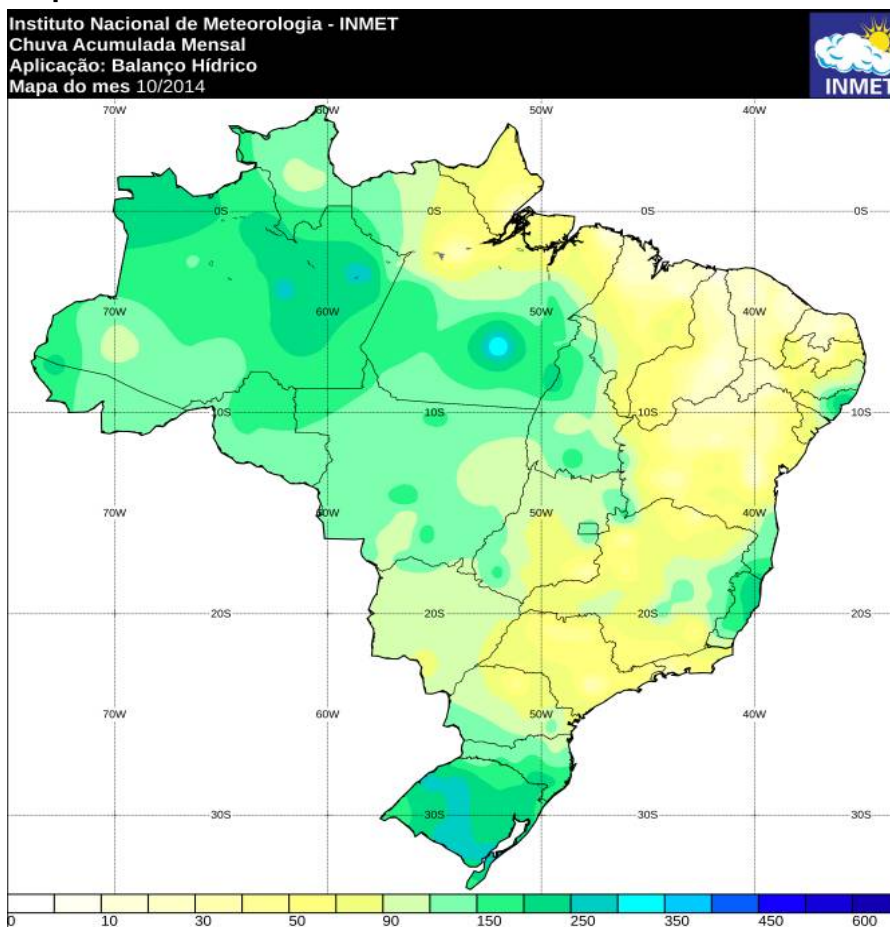 Instituto Nacional de Meteorologia - INMET
Chuva Acumulada Mensal
Aplicação: Balanço Hídrico
Mapa do mes 10/2014
INMET
70W 60W 50W 40W
0S 0S 0S 0S 0S
70W 60W 50W 40W
10S 10S 10S 10S
70W 60W 50W 40W
20S 20S 20S 20S
70W 60W 50W 40W
30S 30S 30S 30S
0 10 30 50 90 150 250 350 450 600